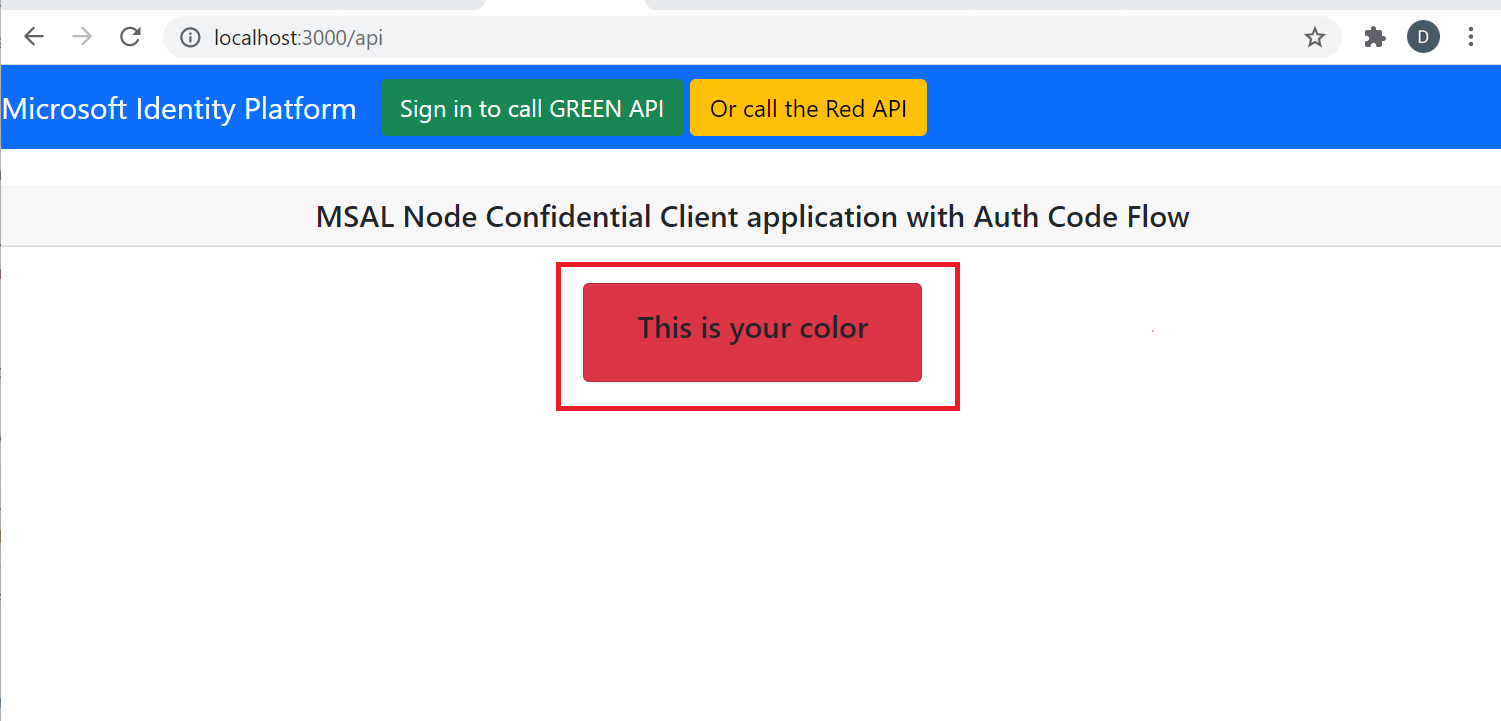 localhost:3000/api
D
Microsoft Identity Platform
Sign in to call GREEN API
Or call the Red API
MSAL Node Confidential Client application with Auth Code Flow
This is your color